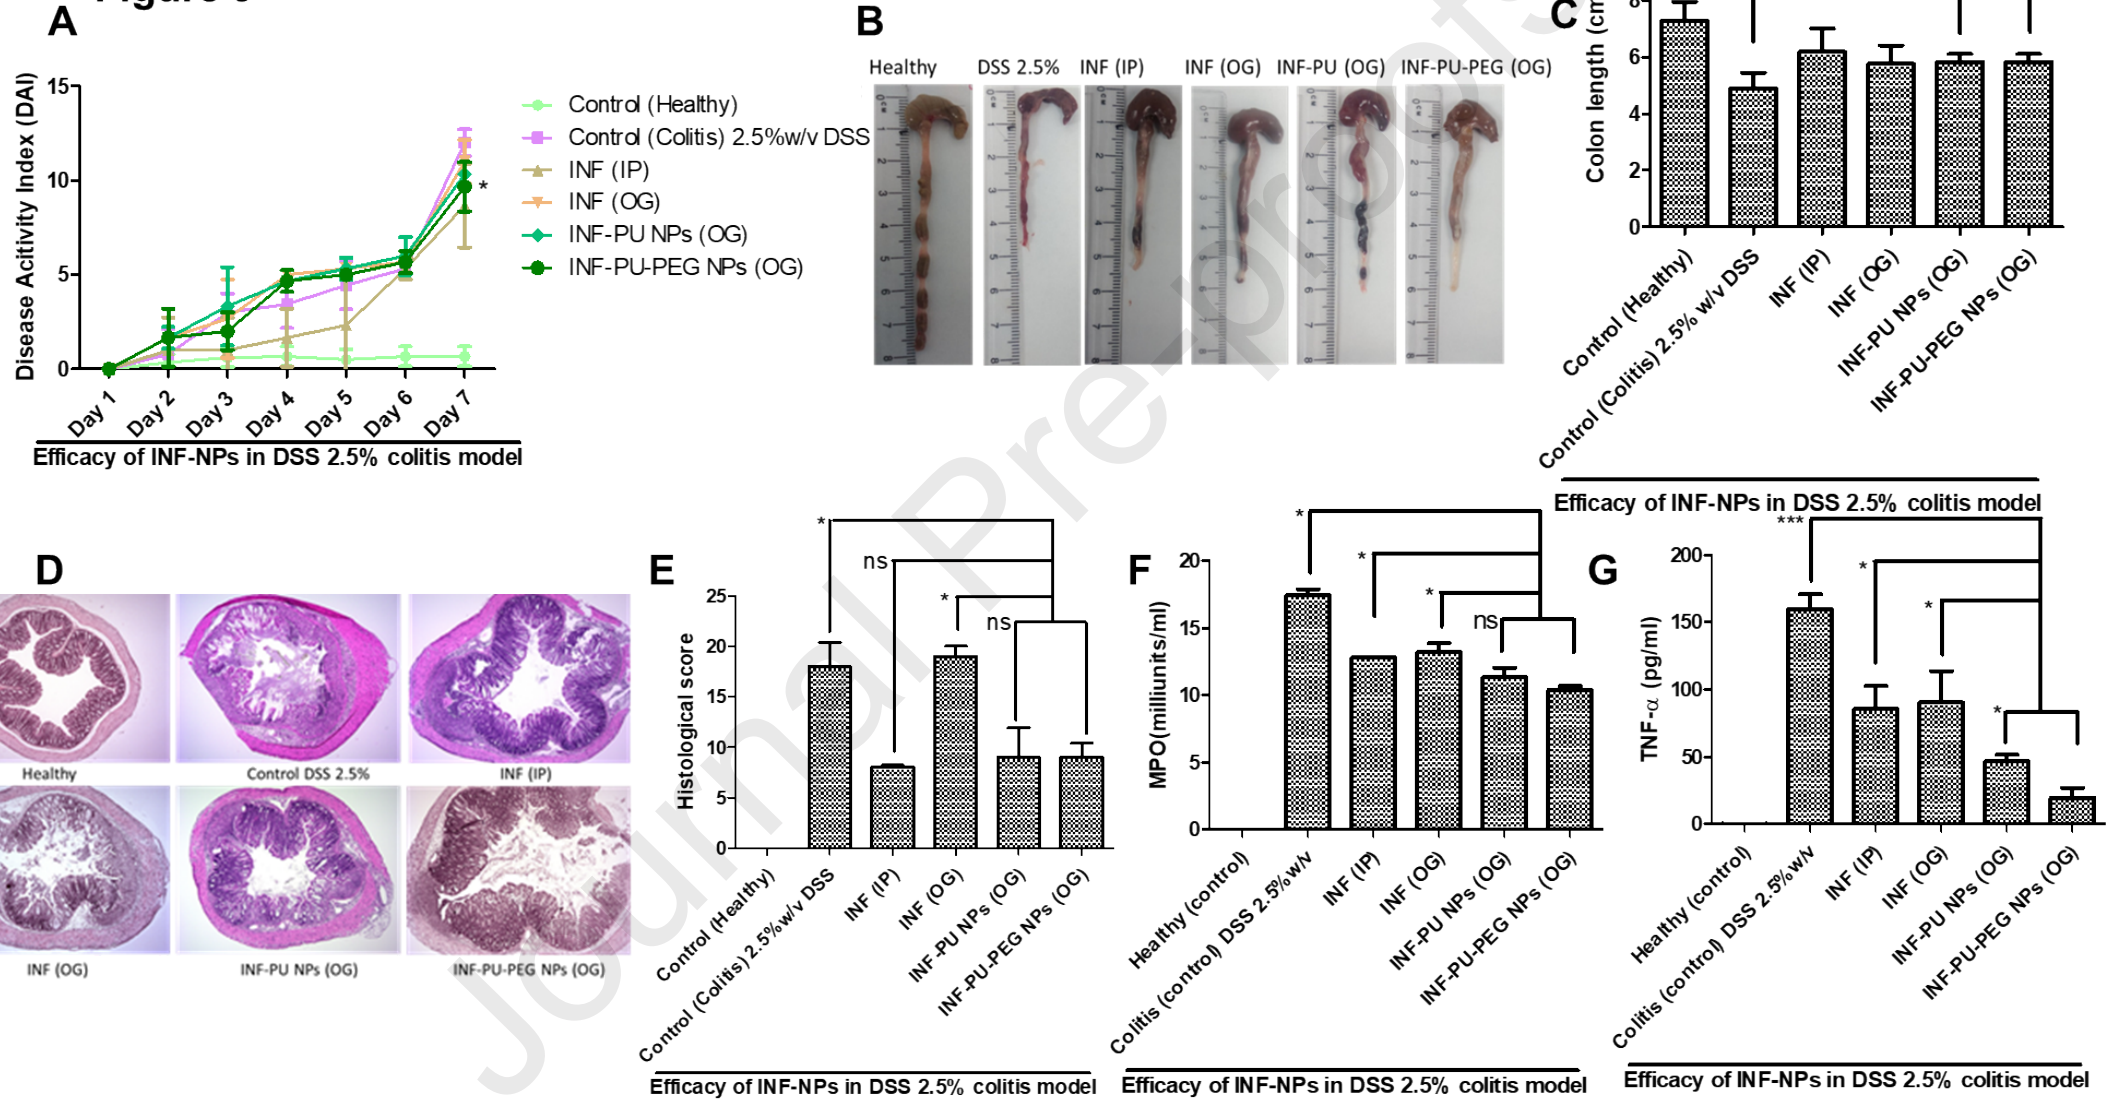 A
Disease Acitivity Index (DAI)
15
10
5
0
Day 1
Day 2
Day 3
Day 4
Day 5
Day 6
Day 7
Efficacy of INF-NPs in DSS 2.5% colitis model
*
Control (Healthy)
Control (Colitis) 2.5%w/v DSS
INF (IP)
INF (OG)
INF-PU NPs (OG)
INF-PU-PEG NPs (OG)
B
Healthy
DSS 2.5%
INF (IP)
INF (OG)
INF-PU (OG)
INF-PU-PEG (OG)
C
Colon length (cm
8
6
4
2
0
Control (Healthy)
Control (Colitis) 2.5% w/v DSS
INF (IP)
INF (OG)
INF-PU NPs (OG)
INF-PU-PEG NPs (OG)
Efficacy of INF-NPs in DSS 2.5% colitis model
D
Healthy
Control DSS 2.5%
INF (IP)
INF (OG)
INF-PU NPs (OG)
INF-PU-PEG NPs (OG)
E
Histological score
25
20
15
10
5
0
*
ns
*
ns
Control (Healthy)
Control (Colitis) 2.5%w/v DSS
INF (IP)
INF (OG)
INF-PU NPs (OG)
INF-PU-PEG NPs (OG)
Efficacy of INF-NPs in DSS 2.5% colitis model
F
MPO(milliunits/ml)
20
15
10
5
0
*
*
*
ns
Healthy (control)
Colitis (control) DSS 2.5%w/v
INF (IP)
INF (OG)
INF-PU NPs (OG)
INF-PU-PEG NPs (OG)
Efficacy of INF-NPs in DSS 2.5% colitis model
G
TNF-α (pg/ml)
200
150
100
50
0
***
*
*
*
Healthy (control)
Colitis (control) DSS 2.5%w/v
INF (IP)
INF (OG)
INF-PU NPs (OG)
INF-PU-PEG NPs (OG)
Efficacy of INF-NPs in DSS 2.5% colitis model
Journal Pre-proofs